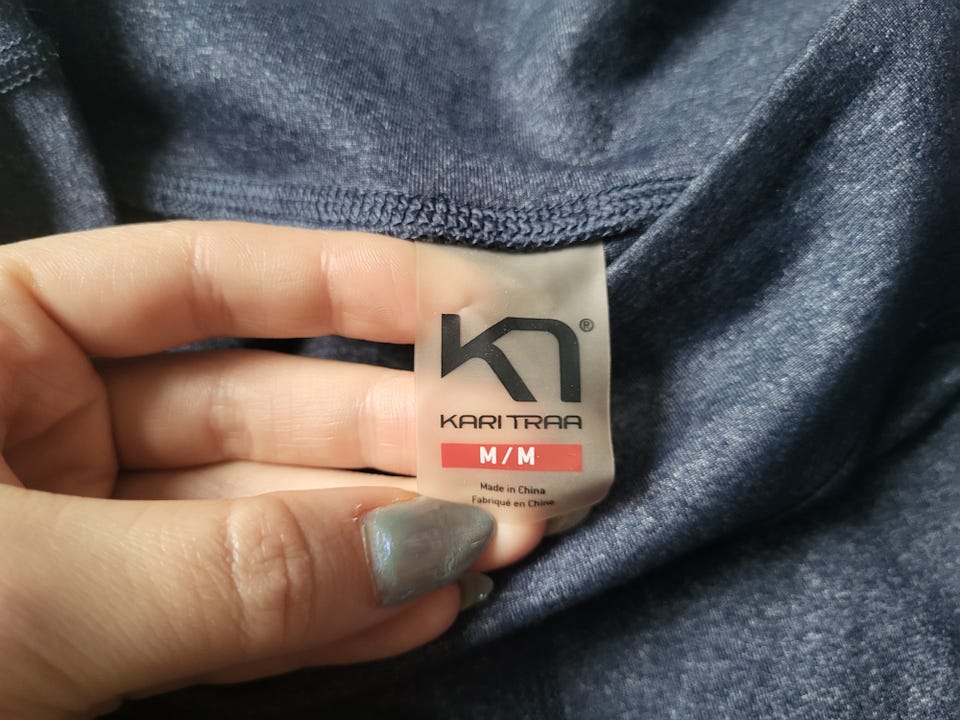 ®
KARI TRAA
M/M
Made in China
Fabriqué en Chine